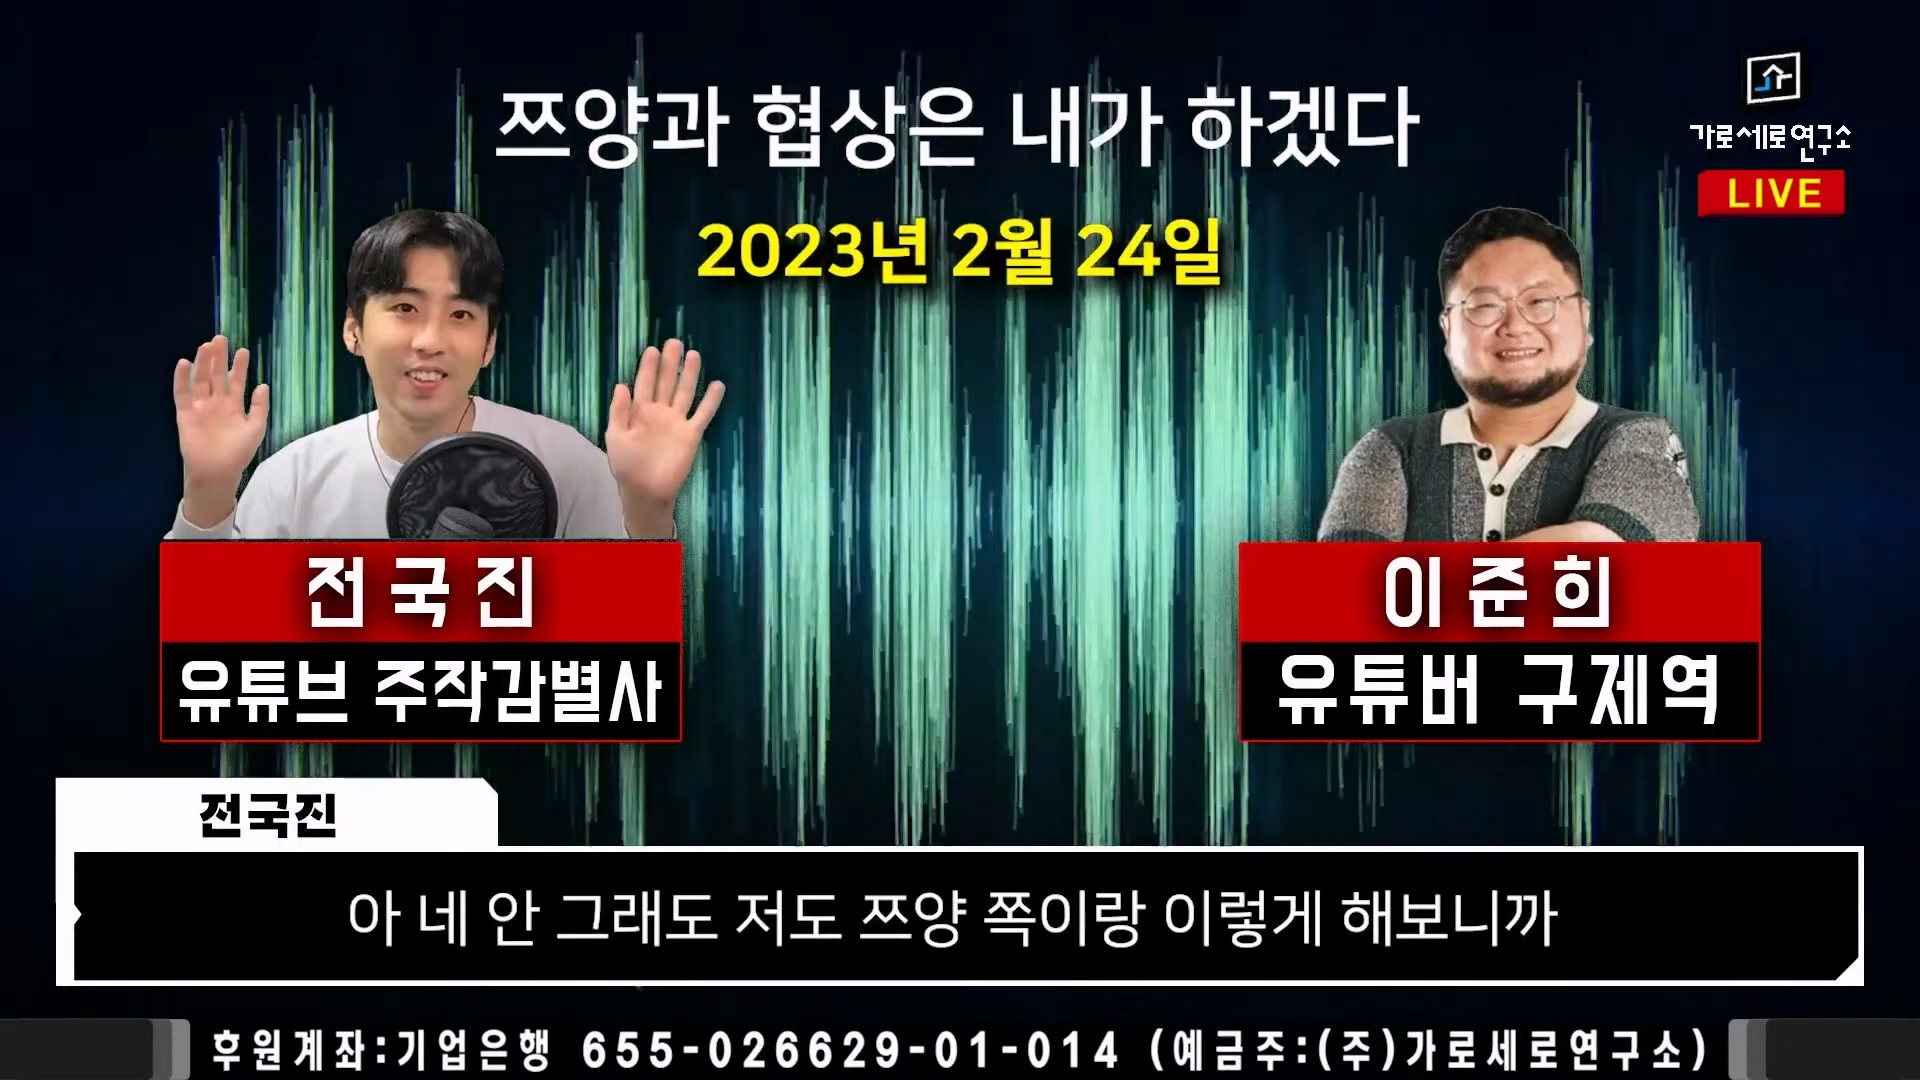 쯔양과 협상은 내가 하겠다
가로세로연구소
LIVE
2023년 2월 24일
전국진
유튜브 주작감별사
이준희
유튜버 구제역
전국진
아 네 안 그래도 저도 쯔양 쪽이랑 이렇게 해보니까
후원계좌:기업은행 655-026629-01-014 (예금주:(주)가로세로연구소)